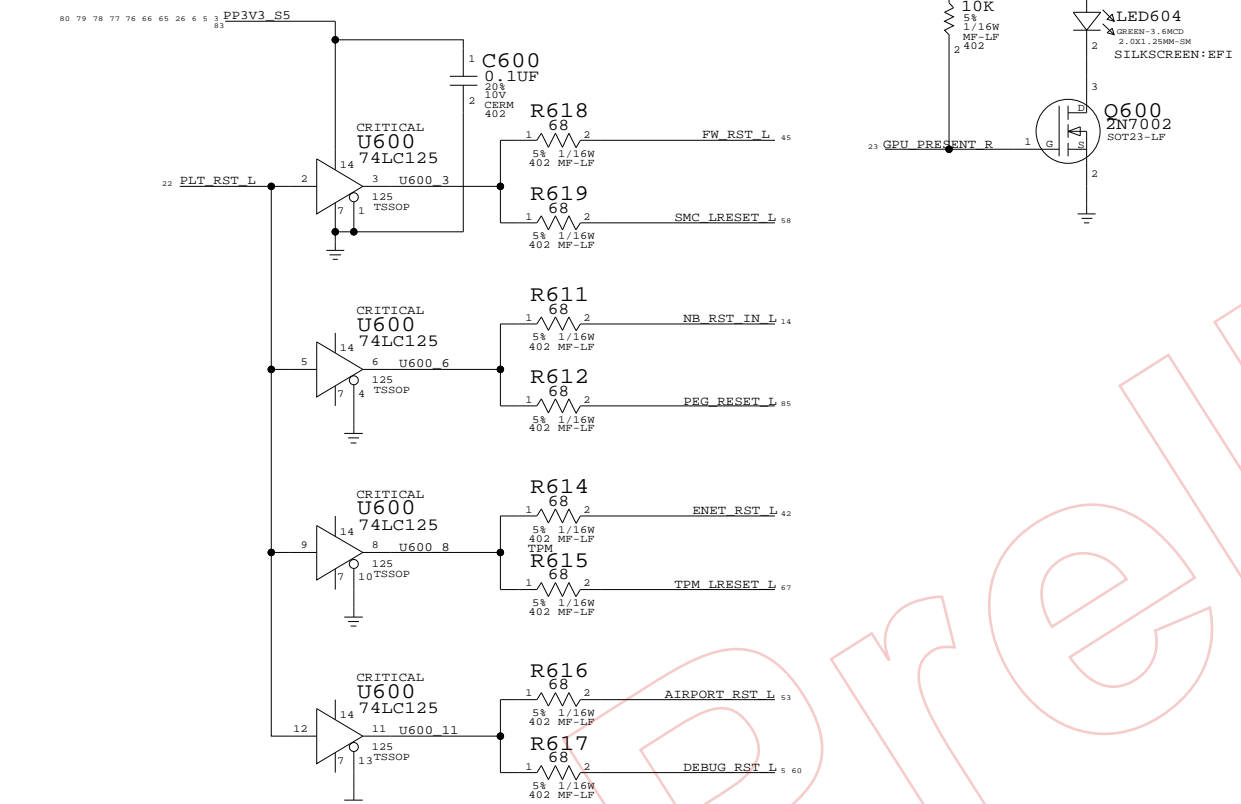 80 79 78 77 76 66 65 26 6 5 3 PP3V3_S5
83
1 C600
0.1UF
20%
10V
2 CERM
402
CRITICAL
U600
74LC125
14
22 PLT_RST_L 2 3 U600_3
125
7 1 TSSOP
R618
68
1 2 FW_RST_L 45
5% 1/16W
402 MF-LF
R619
68
1 2 SMC_LRESET_L 58
5% 1/16W
402 MF-LF
CRITICAL
U600
74LC125
14
5 6 U600_6
125
7 4 TSSOP
R611
68
1 2 NB_RST_IN_L 14
5% 1/16W
402 MF-LF
R612
68
1 2 PEG_RESET_L 85
5% 1/16W
402 MF-LF
CRITICAL
U600
74LC125
14
9 8 U600_8
125
7 10 TSSOP
R614
68
1 2 ENET_RST_L 42
5% 1/16W
402 MF-LF
TPM
R615
68
1 2 TPM_LRESET_L 67
5% 1/16W
402 MF-LF
CRITICAL
U600
74LC125
14
12 11 U600_11
125
7 13 TSSOP
R616
68
1 2 AIRPORT_RST_L 53
5% 1/16W
402 MF-LF
R617
68
1 2 DEBUG_RST_L 5 60
5% 1/16W
402 MF-LF
10K
5%
1/16W
MF-LF
2 402
LED604
GREEN-3.6MCD
2.0X1.25MM-SM
2 SILKSCREEN:EFI
3
D Q600
2N7002
SOT23-LF
23 GPU_PRESENT_R 1 G S
2
Prel